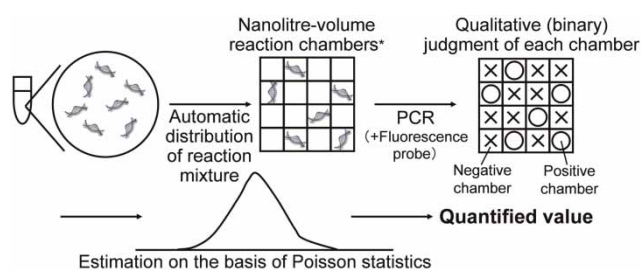 Nanolitre-volume
reaction chambers*
Qualitative (binary)
judgment of each chamber
Automatic
distribution
of reaction
mixture
PCR
(+Fluorescence
probe)
× ○ × ×
○ × ○ ○
× × ○ ×
× ○ × ○
Negative
chamber
Positive
chamber
Quantified value
Estimation on the basis of Poisson statistics